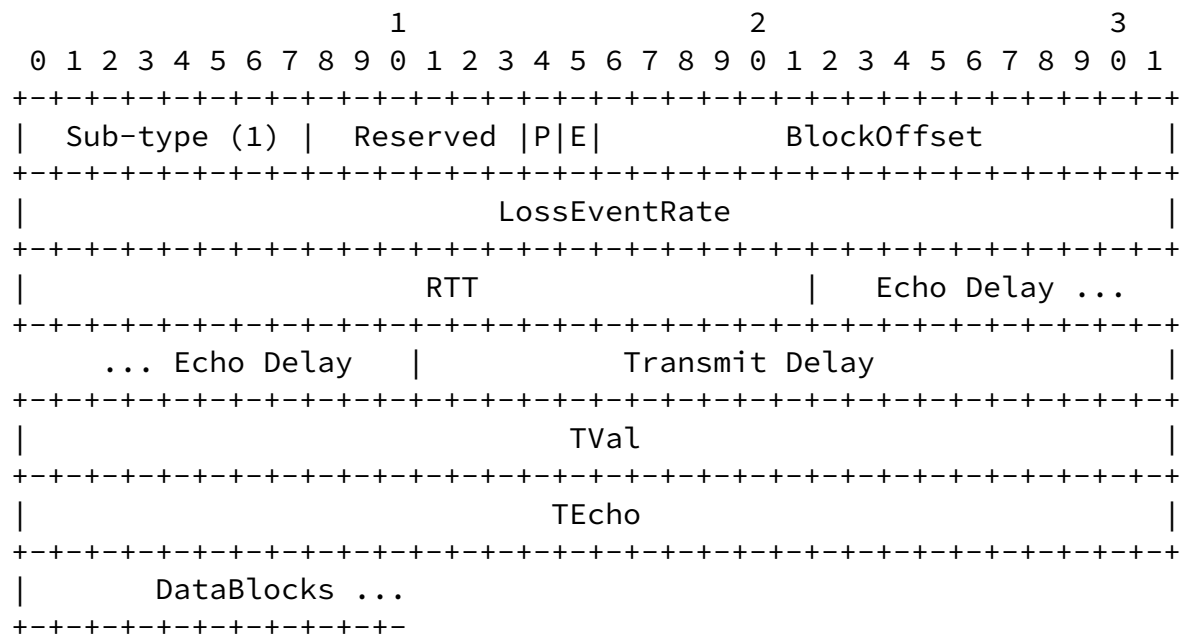 1                   2                   3
 0 1 2 3 4 5 6 7 8 9 0 1 2 3 4 5 6 7 8 9 0 1 2 3 4 5 6 7 8 9 0 1
+-+-+-+-+-+-+-+-+-+-+-+-+-+-+-+-+-+-+-+-+-+-+-+-+-+-+-+-+-+-+-+-+
|  Sub-type (1) |  Reserved |P|E|          BlockOffset          |
+-+-+-+-+-+-+-+-+-+-+-+-+-+-+-+-+-+-+-+-+-+-+-+-+-+-+-+-+-+-+-+-+
|                          LossEventRate                        |
+-+-+-+-+-+-+-+-+-+-+-+-+-+-+-+-+-+-+-+-+-+-+-+-+-+-+-+-+-+-+-+-+
|                      RTT                  |   Echo Delay ...
+-+-+-+-+-+-+-+-+-+-+-+-+-+-+-+-+-+-+-+-+-+-+-+-+-+-+-+-+-+-+-+-+
     ... Echo Delay   |           Transmit Delay                |
+-+-+-+-+-+-+-+-+-+-+-+-+-+-+-+-+-+-+-+-+-+-+-+-+-+-+-+-+-+-+-+-+
|                              TVal                             |
+-+-+-+-+-+-+-+-+-+-+-+-+-+-+-+-+-+-+-+-+-+-+-+-+-+-+-+-+-+-+-+-+
|                             TEcho                             |
+-+-+-+-+-+-+-+-+-+-+-+-+-+-+-+-+-+-+-+-+-+-+-+-+-+-+-+-+-+-+-+-+
|       DataBlocks ...
+-+-+-+-+-+-+-+-+-+-+-